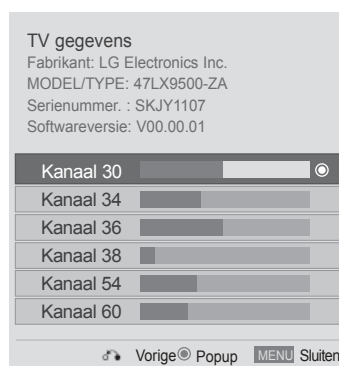 TV gegevens
Fabrikant: LG Electronics Inc.
MODEL/TYPE: 47LX9500-ZA
Serienummer. : SKJY1107
Softwareversie: V00.00.01
Kanaal 30
Kanaal 34
Kanaal 36
Kanaal 38
Kanaal 54
Kanaal 60
Vorige Popup MENU Sluiten